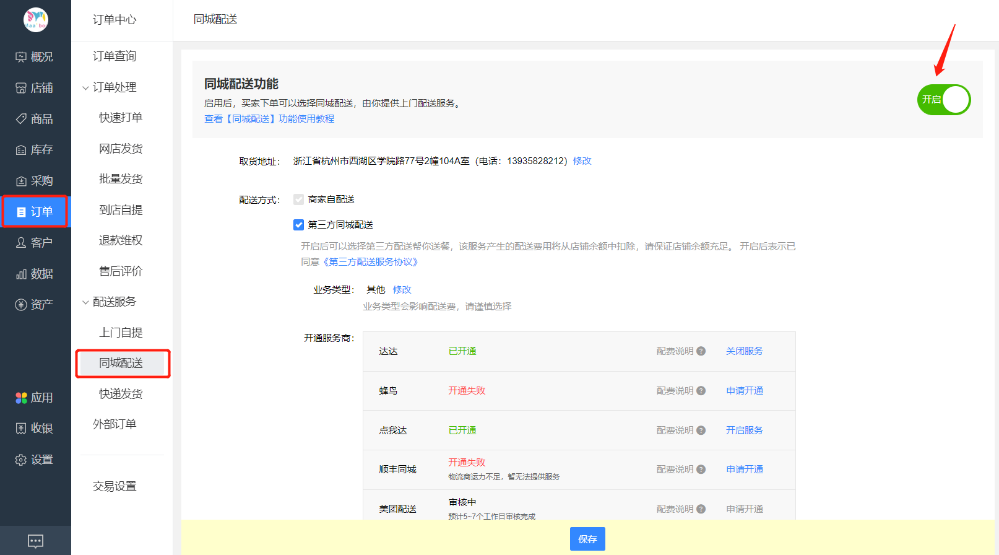 Maa bo
概况
店铺
商品
库存
采购
订单
客户
数据
资产
应用
收银
设置
订单中心
订单查询
订单处理
快速打单
网店发货
批量发货
到店自提
退款维权
售后评价
配送服务
上门自提
同城配送
快递发货
外部订单
交易设置
同城配送
同城配送功能
启用后，买家下单可以选择同城配送，由你提供上门配送服务。
查看【同城配送】功能使用教程
开启
取货地址： 浙江省杭州市西湖区学院路77号2幢104A室（电话：13935828212） 修改
配送方式： 商家自配送
第三方同城配送
开启后可以选择第三方配送帮你送餐，该服务产生的配送费用将从店铺余额中扣除，请保证店铺余额充足。 开启后表示已
同意《第三方配送服务协议》
业务类型： 其他 修改
业务类型会影响配送费，请谨慎选择
开通服务商：
达达 已开通 配费说明 ? 关闭服务
蜂鸟 开通失败 配费说明 ? 申请开通
点我达 已开通 配费说明 ? 开启服务
顺丰同城 开通失败 配费说明 ? 申请开通
物流商运力不足，暂无法提供服务
美团配送 审核中 配费说明 ? 申请开通
预计5~7个工作日审核完成
保存